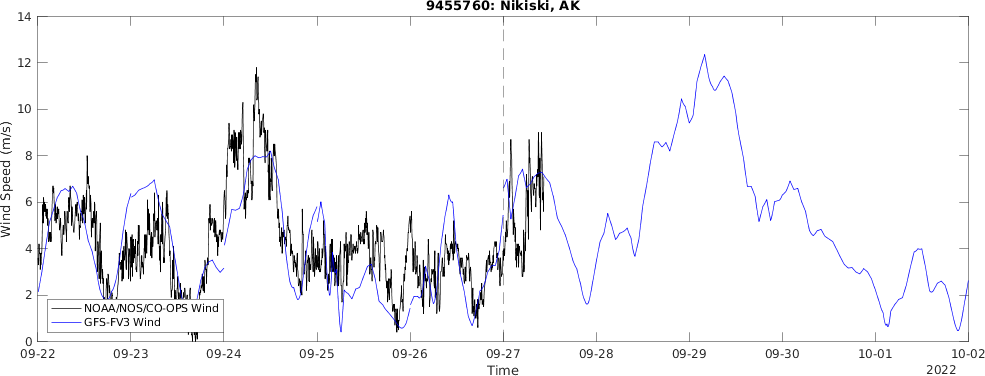 9455760: Nikiski, AK
14
12
10
8
6
4
2
0
Wind Speed (m/s)
NOAA/NOS/CO-OPS Wind
GFS-FV3 Wind
09-22 09-23 09-24 09-25 09-26 09-27 09-28 09-29 09-30 10-01 10-02
Time
2022